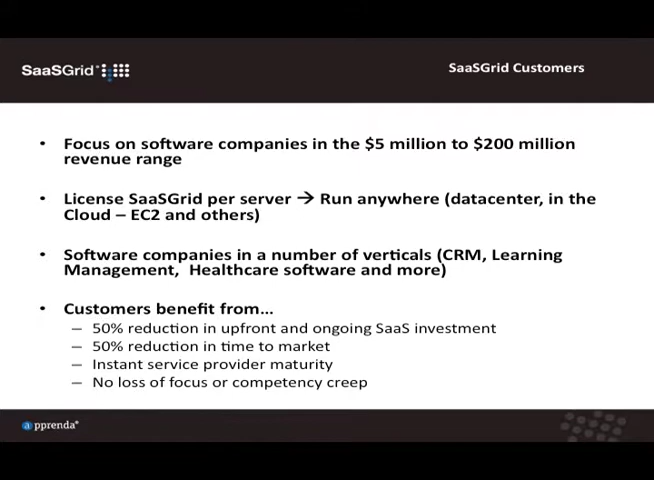 SaaSGrid
SaaSGrid Customers
• Focus on software companies in the $5 million to $200 million
revenue range
• License SaaSGrid per server → Run anywhere (datacenter, in the
Cloud – EC2 and others)
• Software companies in a number of verticals (CRM, Learning
Management, Healthcare software and more)
• Customers benefit from...
– 50% reduction in upfront and ongoing SaaS investment
– 50% reduction in time to market
– Instant service provider maturity
– No loss of focus or competency creep
apprenda